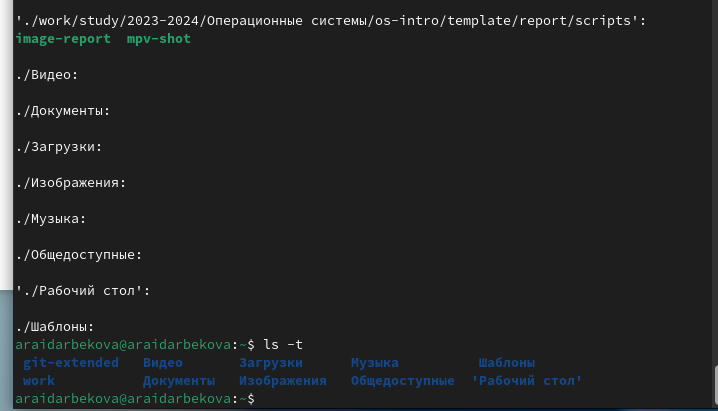 './work/study/2023-2024/Операционные системы/os-intro/template/report/scripts':
image-report  mpv-shot
./Видео:
./Документы:
./Загрузки:
./Изображения:
./Музыка:
./Общедоступные:
'./Рабочий стол':
./Шаблоны:
araidarbekova@araidarbekova:~$ ls -t
git-extended   Видео       Загрузки      Музыка          Шаблоны
work           Документы   Изображения   Общедоступные  'Рабочий стол'
araidarbekova@araidarbekova:~$